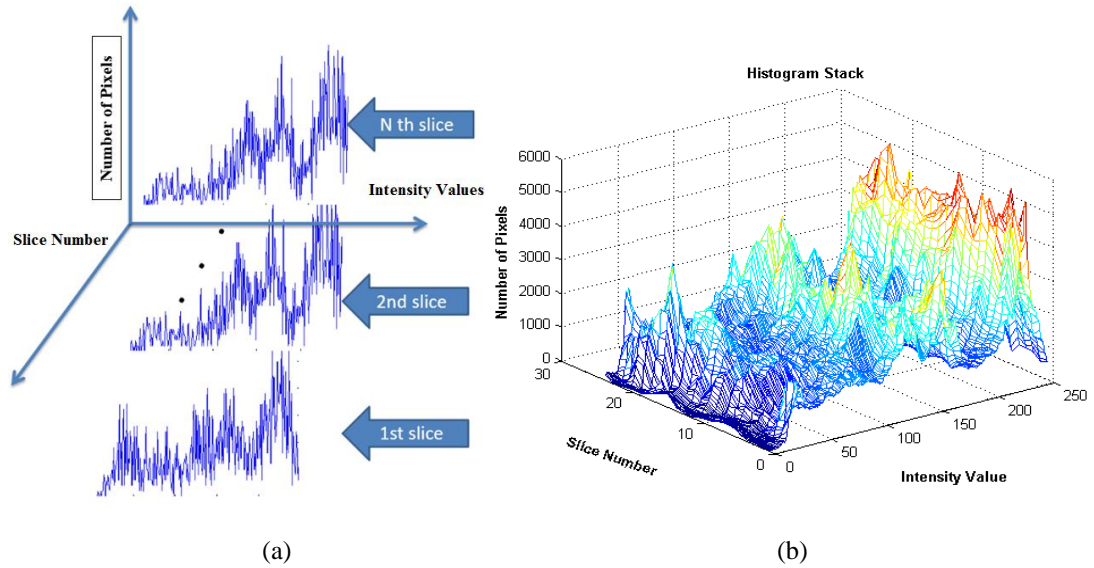 Number of Pixels
N th slice
Intensity Values
Slice Number
2nd slice
1st slice
(a)
Histogram Stack
Number of Pixels
6000
5000
4000
3000
2000
1000
0
30
20
10
0
Slice Number
0
50
100
150
200
250
Intensity Value
(b)